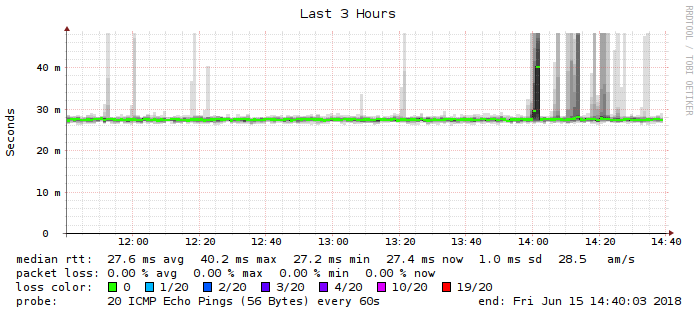 Last 3 Hours
RRDTOOL / TOBI OETIKER
Seconds
40 m
30 m
20 m
10 m
0
12:00 12:20 12:40 13:00 13:20 13:40 14:00 14:20 14:40
median rtt: 27.6 ms avg 40.2 ms max 27.2 ms min 27.4 ms now 1.0 ms sd 28.5 am/s
packet loss: 0.00 % avg 0.00 % max 0.00 % min 0.00 % now
loss color: 0 1/20 2/20 3/20 4/20 10/20 19/20
probe: 20 ICMP Echo Pings (56 Bytes) every 60s end: Fri Jun 15 14:40:03 2018